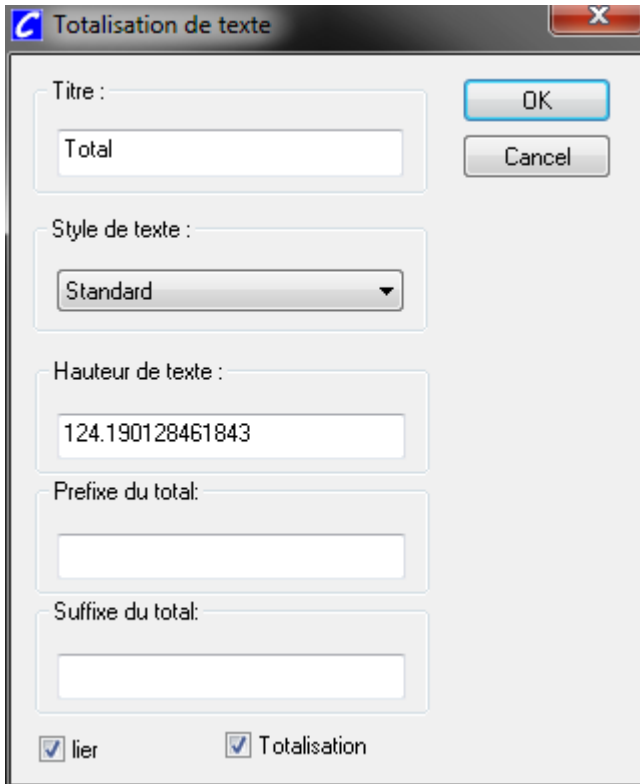 Totalisation de texte
Titre :
OK
Total
Cancel
Style de texte :
Standard
Hauteur de texte :
124.190128461843
Prefixe du total:
Suffixe du total:
lier
Totalisation